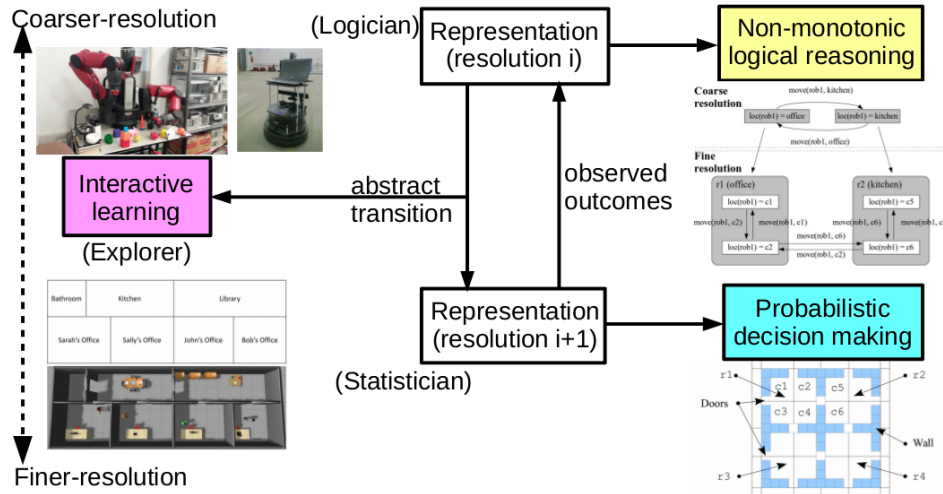 Coarser-resolution
(Logician)
Representation
(resolution i)
Non-monotonic
logical reasoning
Coarse
resolution
move(rob1, kitchen)
loc(rob1) = office
loc(rob1) = kitchen
move(rob1, office)
Fine
resolution
r1 (office)
r2 (kitchen)
loc(rob1) = c1
loc(rob1) = c5
move(rob1, c2)
move(rob1, c1)
move(rob1, c6)
move(rob1, c
move(rob1, c6)
loc(rob1) = c2
loc(rob1) = c6
move(rob1, c2)
Interactive
learning
(Explorer)
abstract
transition
observed
outcomes
Bathroom
Kitchen
Library
Sarah's Office
Sally's Office
John's Office
Bob's Office
Representation
(resolution i+1)
(Statistician)
Probabilistic
decision making
r1
c1
c2
c5
r2
Doors
c3
c4
c6
Wall
r3
r4
Finer-resolution